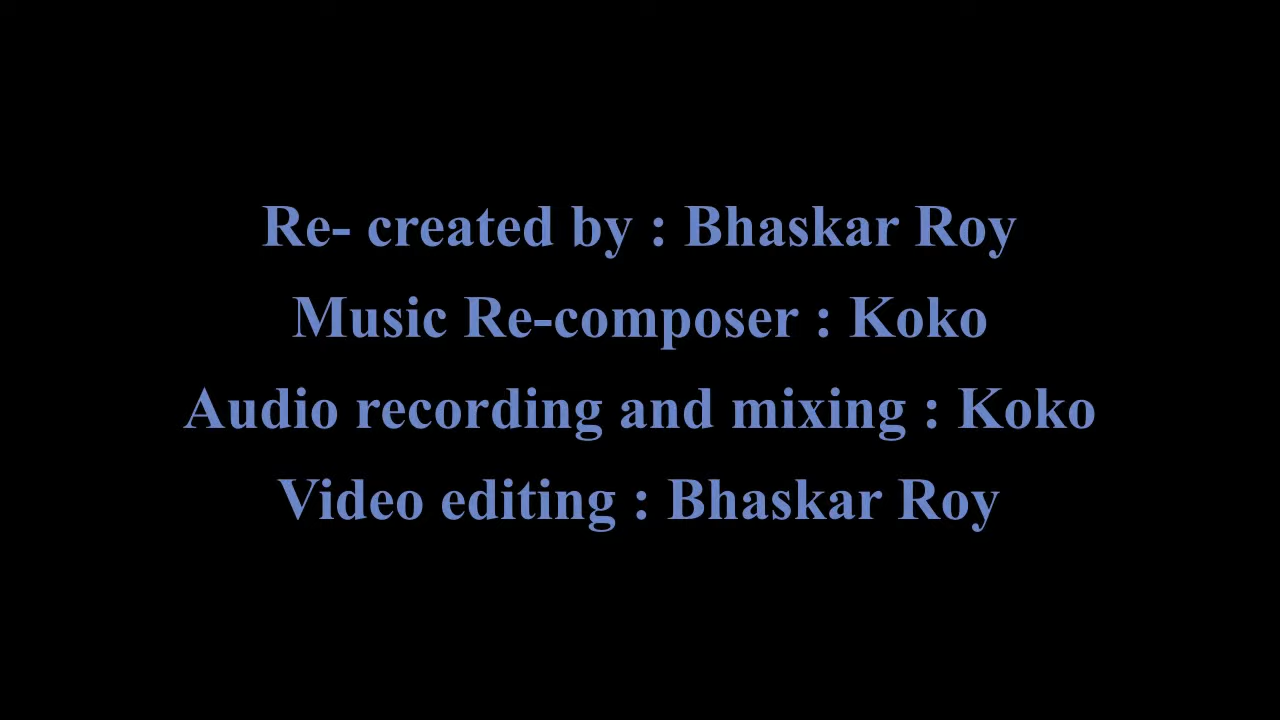 Re- created by : Bhaskar Roy
Music Re-composer : Koko
Audio recording and mixing : Koko
Video editing : Bhaskar Roy